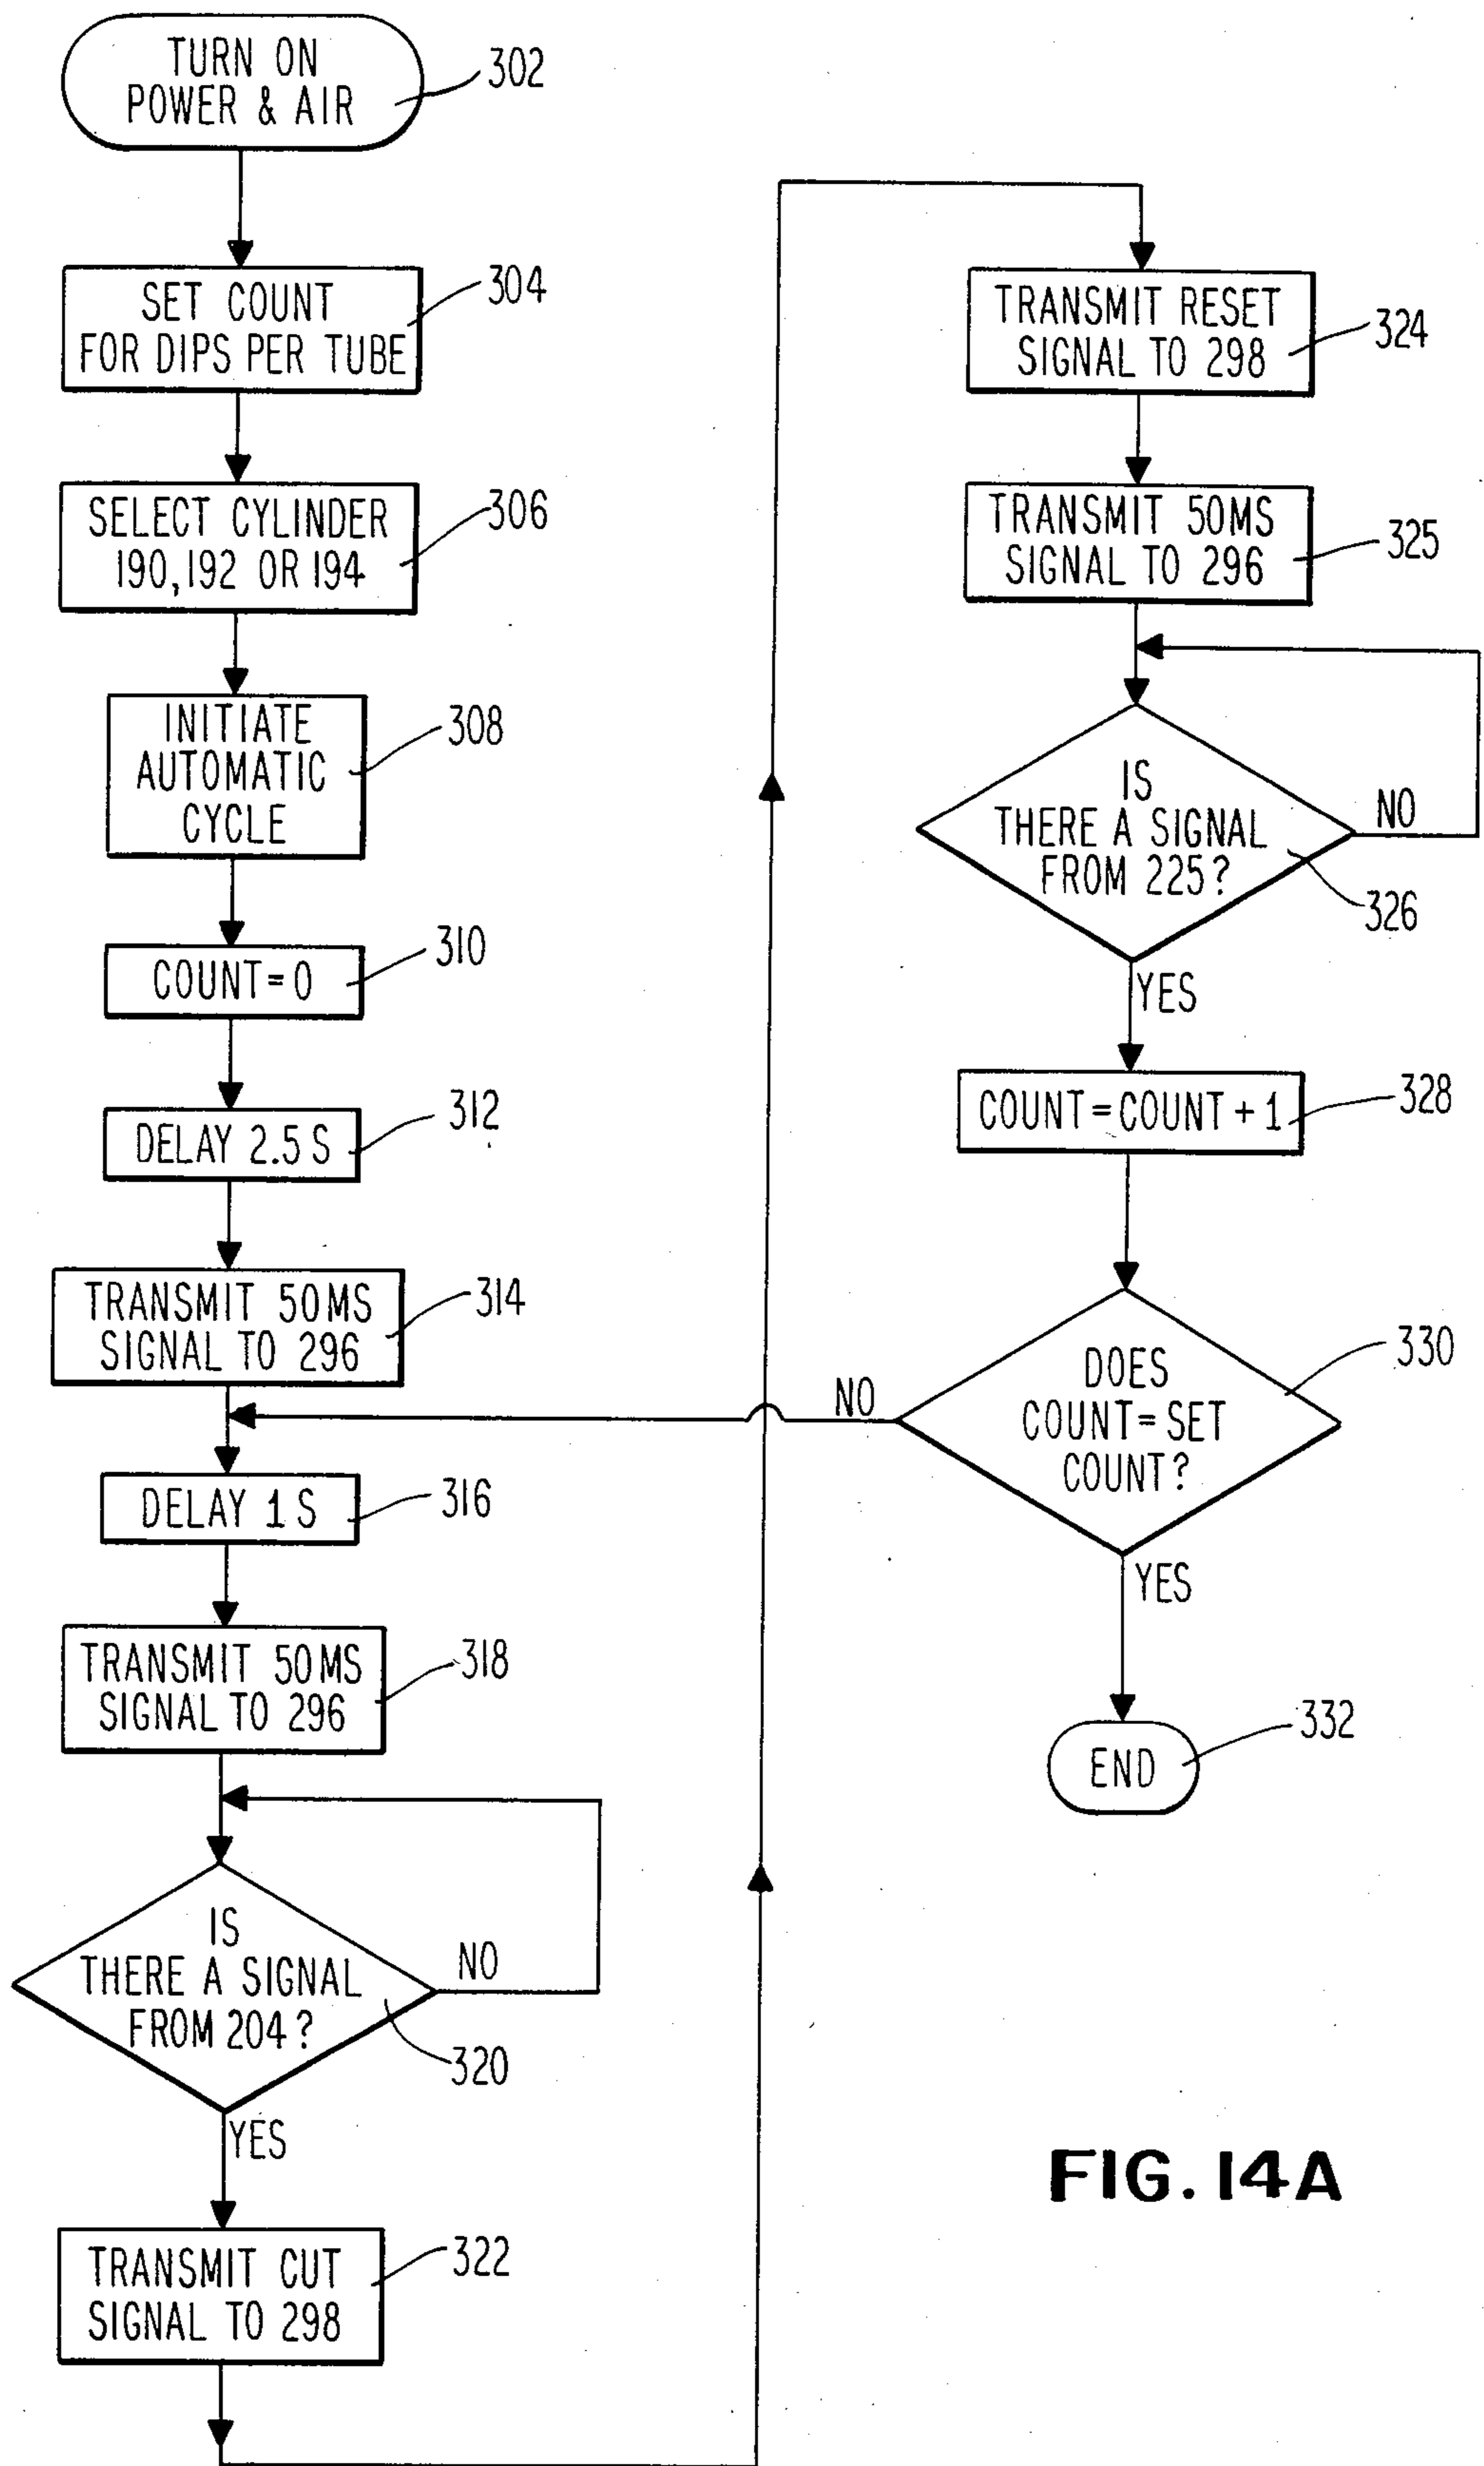 TURN ON
POWER & AIR
302
SET COUNT
FOR DIPS PER TUBE
304
SELECT CYLINDER
190, 192 OR 194
306
INITIATE
AUTOMATIC
CYCLE
308
COUNT = 0
310
DELAY 2.5 S
312
TRANSMIT 50MS
SIGNAL TO 296
314
DELAY 1 S
316
TRANSMIT 50MS
SIGNAL TO 296
318
IS
THERE A SIGNAL
FROM 204?
320
NO
YES
TRANSMIT CUT
SIGNAL TO 298
322
TRANSMIT RESET
SIGNAL TO 298
324
TRANSMIT 50MS
SIGNAL TO 296
325
IS
THERE A SIGNAL
FROM 225?
326
NO
YES
COUNT = COUNT + 1
328
DOES
COUNT = SET
COUNT?
330
NO
YES
END
332
FIG. 14A